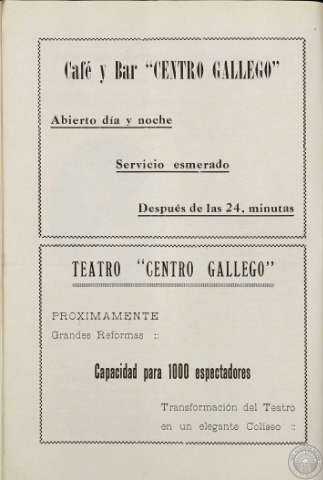 Café y Bar "CENTRO GALLEGO"
Abierto día y noche
Servicio esmerado
Después de las 24, minutas
TEATRO "CENTRO GALLEGO"
PROXIMAMENTE
Grandes Reformas ::
Capacidad para 1000 espectadores
Transformación del Teatro
en un elegante Coliseo ::